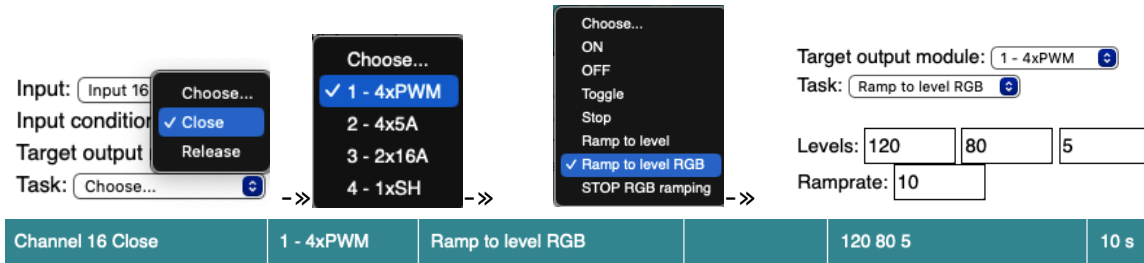 Input: Input 16
Input condition
Target output
Task: Choose...
Choose...
✓ Close
Release
-»
Choose...
✓ 1 - 4xPWM
2 - 4x5A
3 - 2x16A
4 - 1xSH
-»
Choose...
ON
OFF
Toggle
Stop
Ramp to level
✓ Ramp to level RGB
STOP RGB ramping
-»
Target output module: 1 - 4xPWM
Task: Ramp to level RGB
Levels: 120 80 5
Ramprate: 10
Channel 16 Close 1 - 4xPWM Ramp to level RGB 120 80 5 10 s